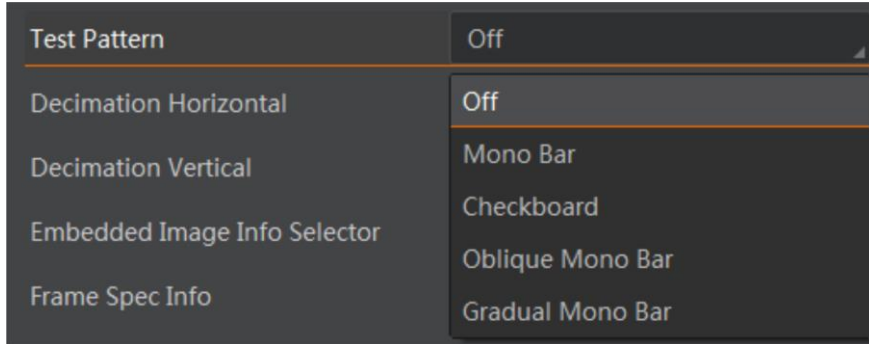 Test Pattern Off
Decimation Horizontal Off
Mono Bar
Decimation Vertical
Checkboard
Embedded Image Info Selector
Oblique Mono Bar
Frame Spec Info
Gradual Mono Bar